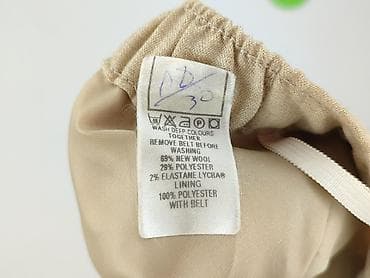 30
WASH DEEP COLOURS
TOGETHER
REMOVE BELT BEFORE
WASHING
69% NEW WOOL
29% POLYESTER
2% ELASTANE LYCRA®
LINING
100% POLYESTER
WITH BELT